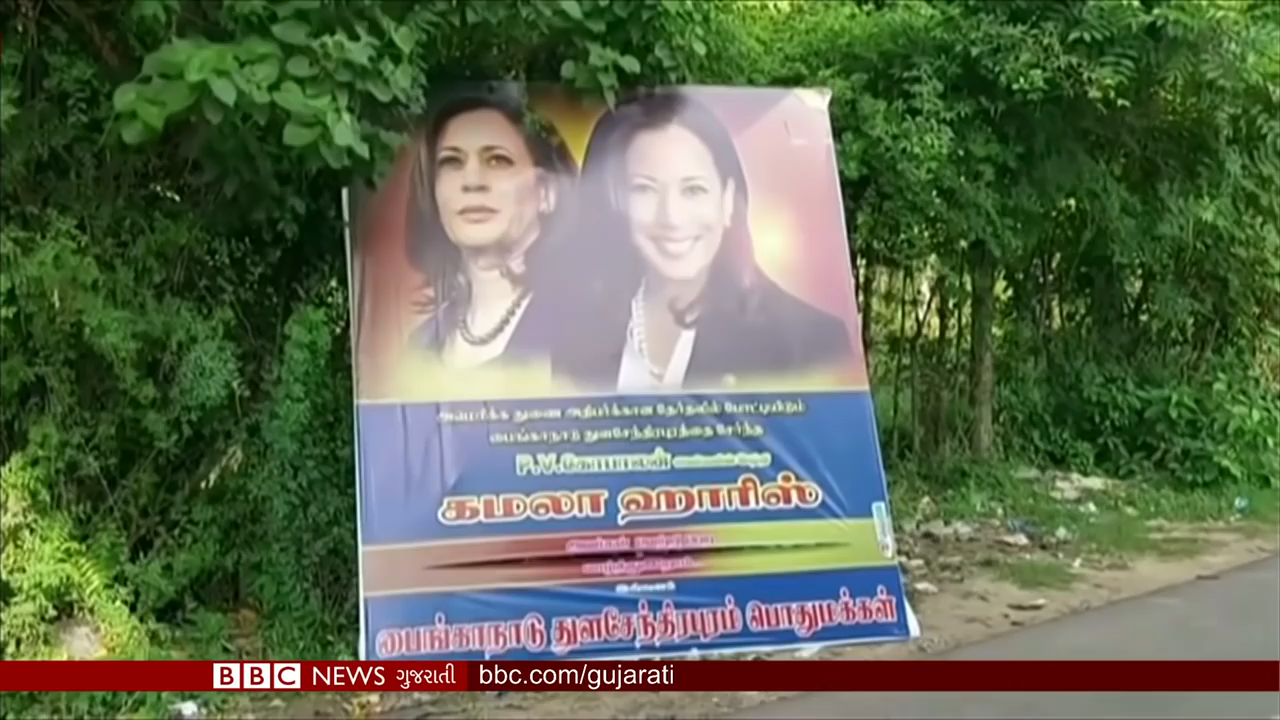 அமெரிக்க துணை அதிபர்க்கான தேர்தலில் போட்டியிடும்
பைங்காநாடு துளசேந்திரபுரத்தை சேர்ந்த
P.V.கோபாலன்
கமலா ஹாரிஸ்
பைங்காநாடு துளசேந்திரபுரம் பொதுமக்கள்
BBC NEWS ગુજરાતી bbc.com/gujarati